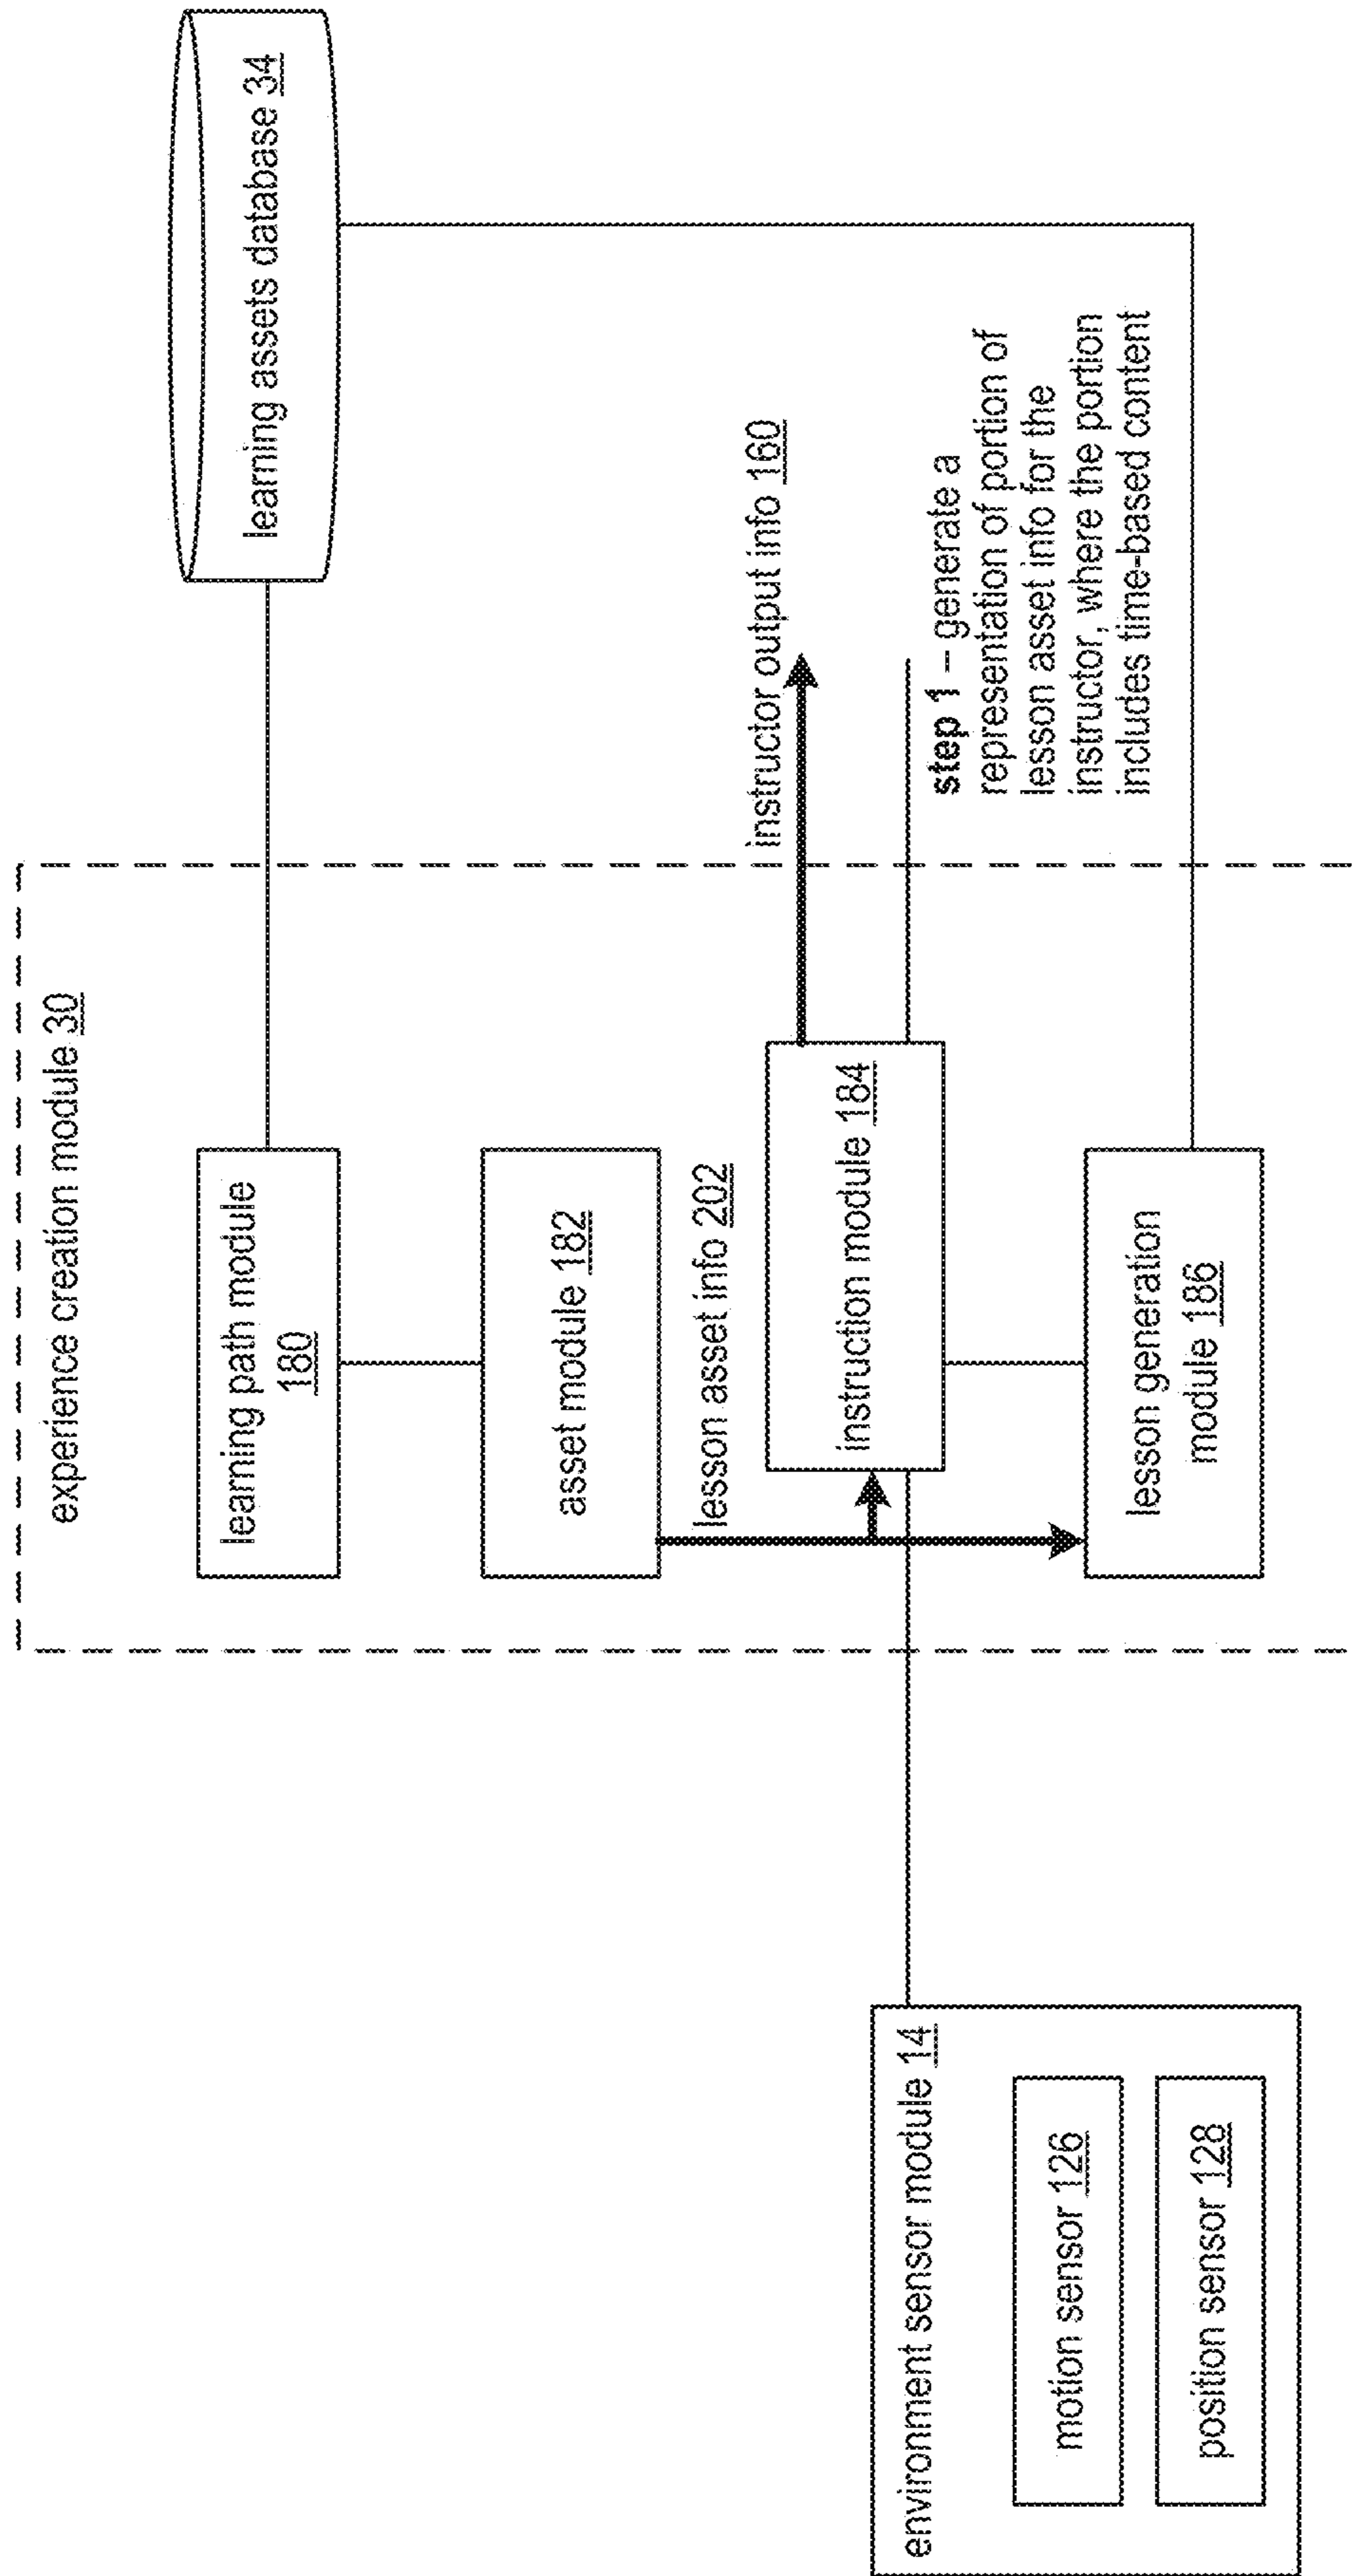 experience creation module 30
learning path module
180
learning assets database 34
asset module 182
lesson asset info 202
instruction module 184
instructor output info 160
environment sensor module 14
motion sensor 126
position sensor 128
lesson generation
module 186
step 1 – generate a
representation of portion of
lesson asset info for the
instructor, where the portion
includes time-based content